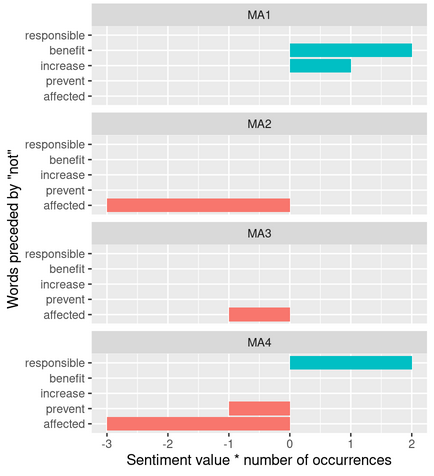 MA1
responsible
benefit
increase
prevent
affected
MA2
responsible
benefit
increase
prevent
affected
MA3
responsible
benefit
increase
prevent
affected
MA4
responsible
benefit
increase
prevent
affected
-3 -2 -1 0 1 2
Sentiment value * number of occurrences
Words preceded by "not"